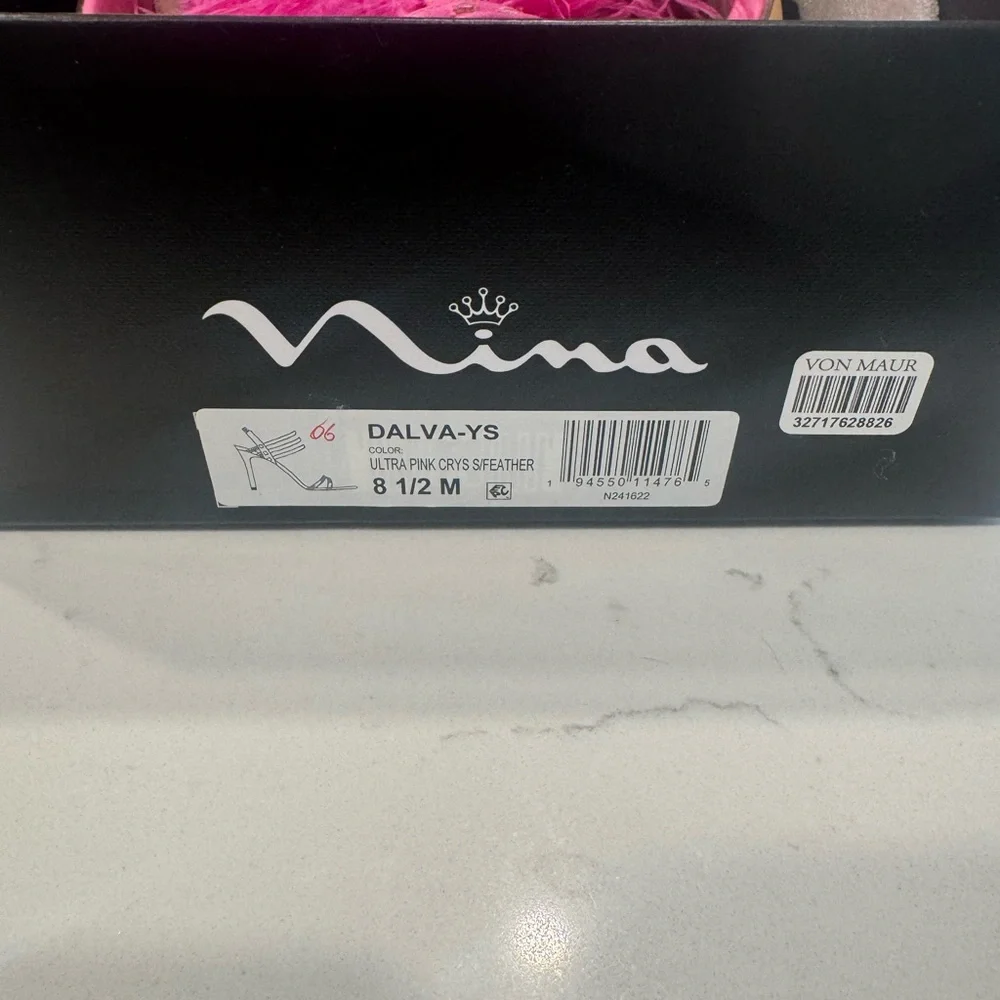 Nina
VON MAUR
32717628826
06
DALVA-YS
COLOR:
ULTRA PINK CRYS S/FEATHER
8 1/2 M
1 94550 11476 5
N241622